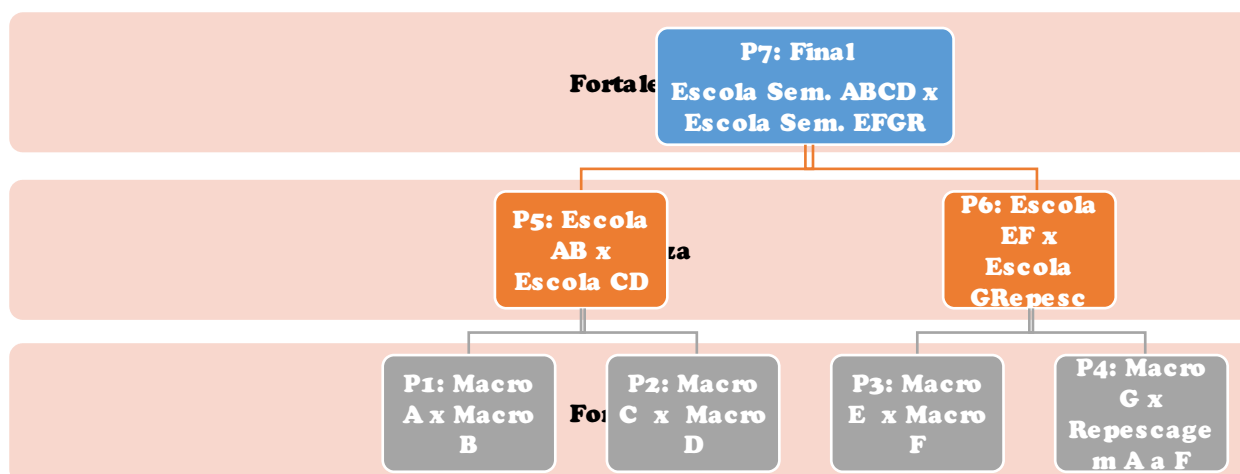 P7: Final
Escola Sem. ABCD x
Escola Sem. EFGR
P5: Escola
AB x
Escola CD
P6: Escola
EF x
Escola
GRepesc
P1: Macro
A x Macro
B
P2: Macro
C x Macro
D
P3: Macro
E x Macro
F
P4: Macro
G x
Repescage
m A a F